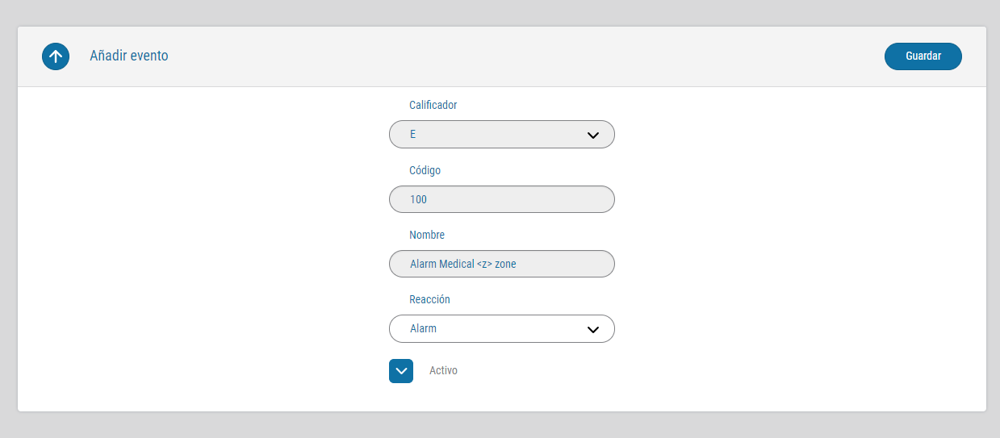 Añadir evento
Guardar
Calificador
E
Código
100
Nombre
Alarm Medical <z> zone
Reacción
Alarm
Activo